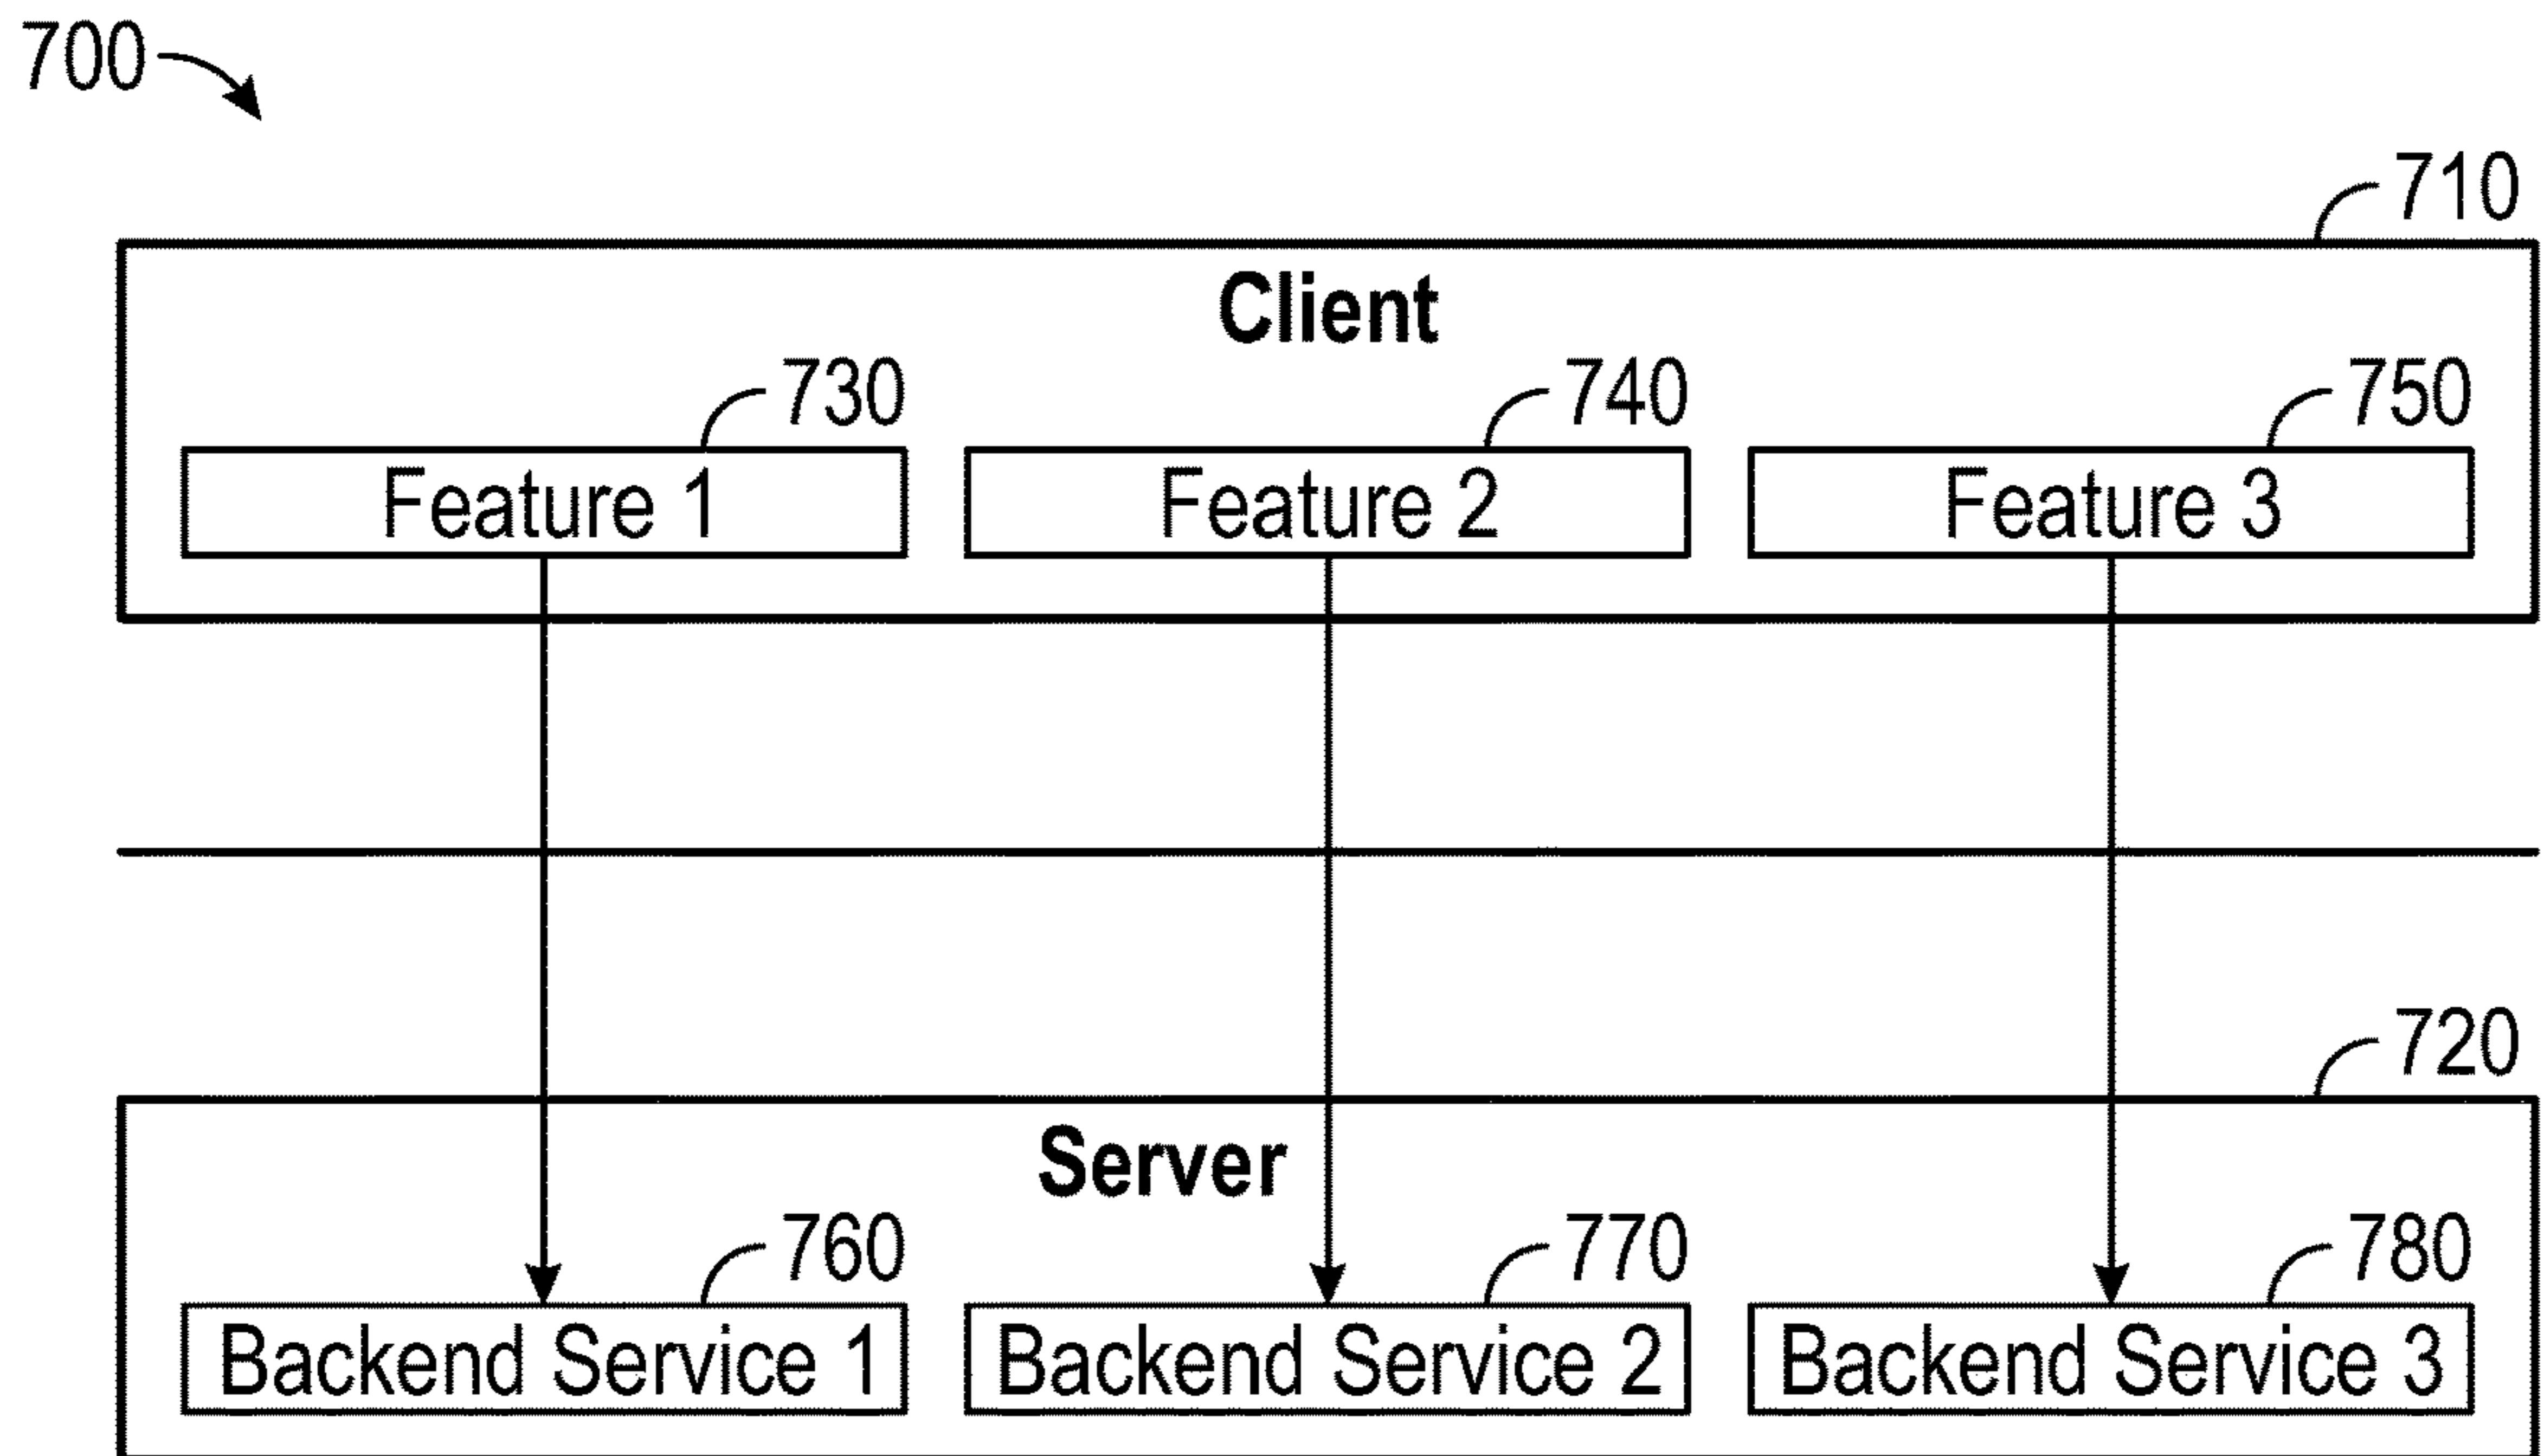 700
710
Client
730 740 750
Feature 1 Feature 2 Feature 3
720
Server
760 770 780
Backend Service 1 Backend Service 2 Backend Service 3